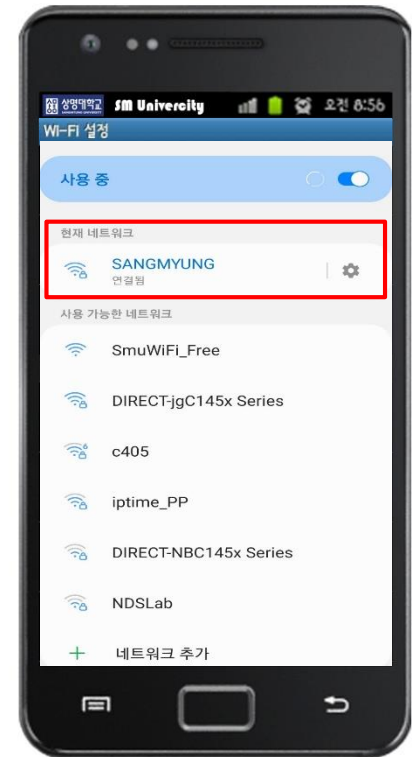 상명대학교 SM Univercity 오전 8:56
Wi-Fi 설정
사용 중
현재 네트워크
SANGMYUNG
연결됨
사용 가능한 네트워크
SmuWiFi_Free
DIRECT-jgC145x Series
c405
iptime_PP
DIRECT-NBC145x Series
NDSLab
네트워크 추가